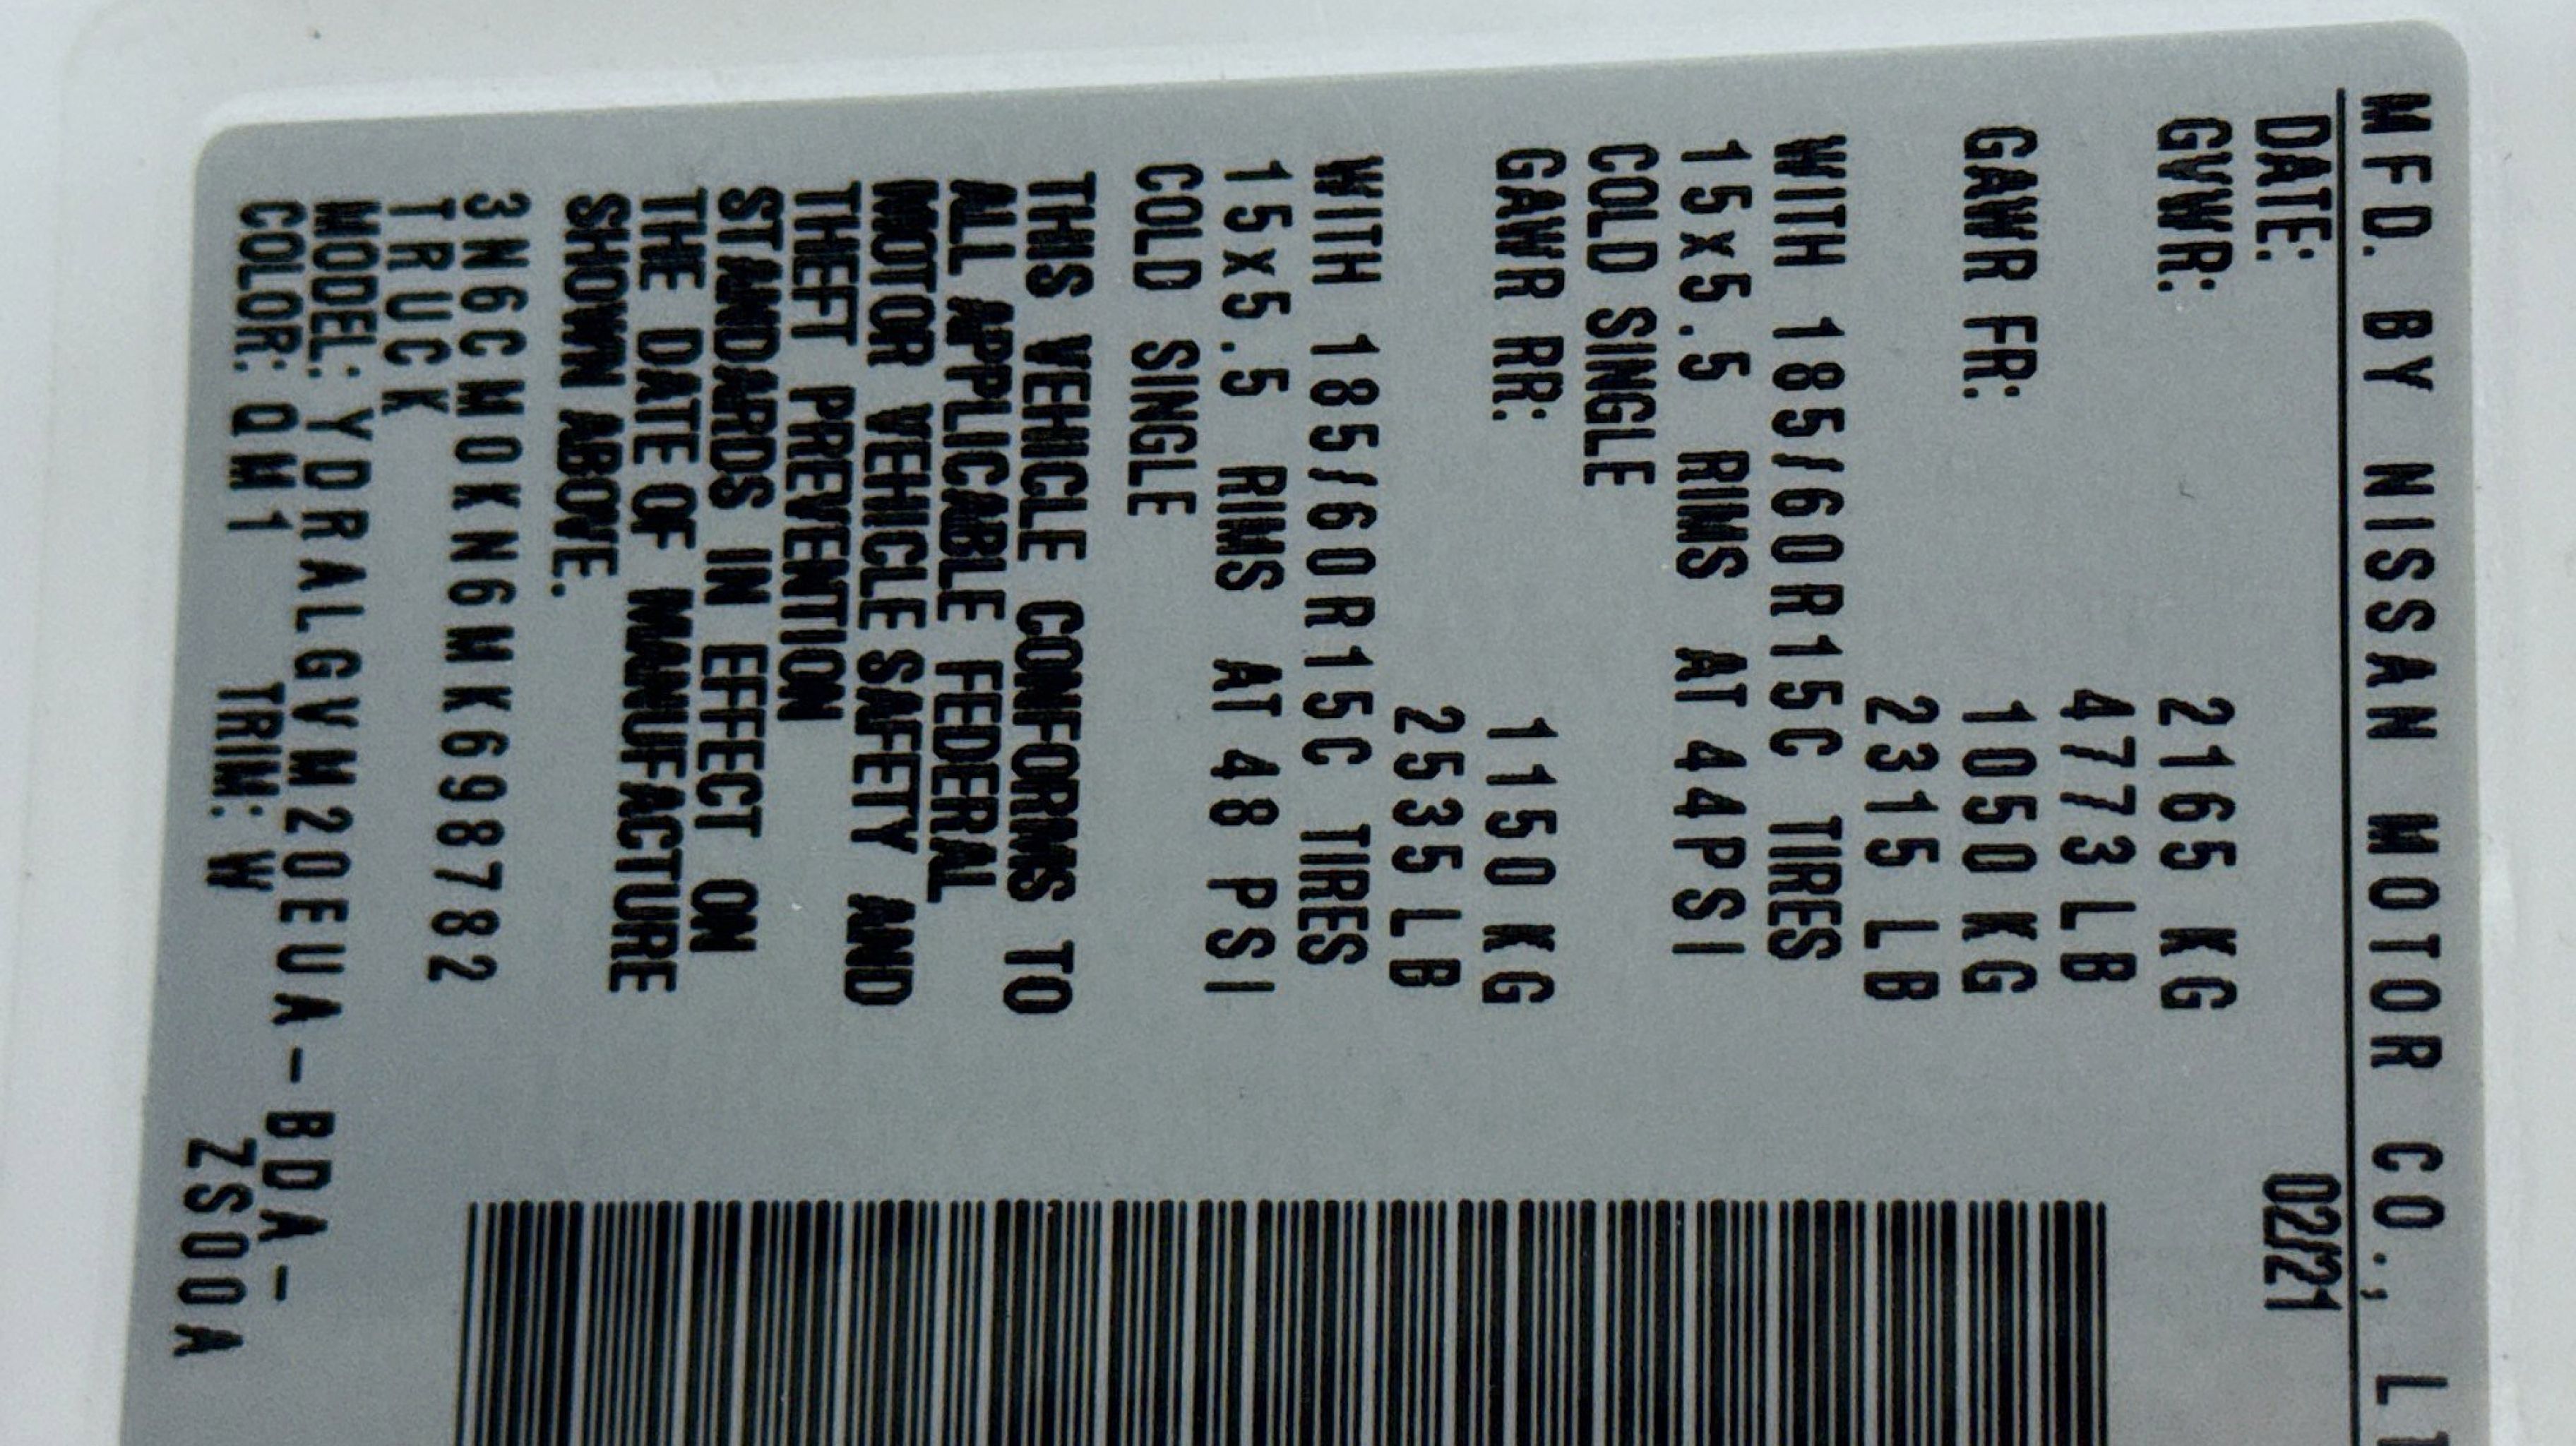 MFD. BY NISSAN MOTOR CO.,
DATE: 02/21
GVWR: 2165 KG
4773 LB
GAWR FR: 1050 KG
2315 LB
WITH 185/60R15C TIRES
15x5.5 RIMS AT 44PSI
COLD SINGLE
GAWR RR: 1150 KG
2535 LB
WITH 185/60R15C TIRES
15x5.5 RIMS AT 48 PSI
COLD SINGLE
THIS VEHICLE CONFORMS TO
ALL APPLICABLE FEDERAL
MOTOR VEHICLE SAFETY AND
THEFT PREVENTION
STANDARDS IN EFFECT ON
THE DATE OF MANUFACTURE
SHOWN ABOVE.
3N6CM0KN6MK698782
TRUCK
MODEL: YDRALGVM20EUA-BDA-
COLOR: QM1 TRIM: W ZS00A